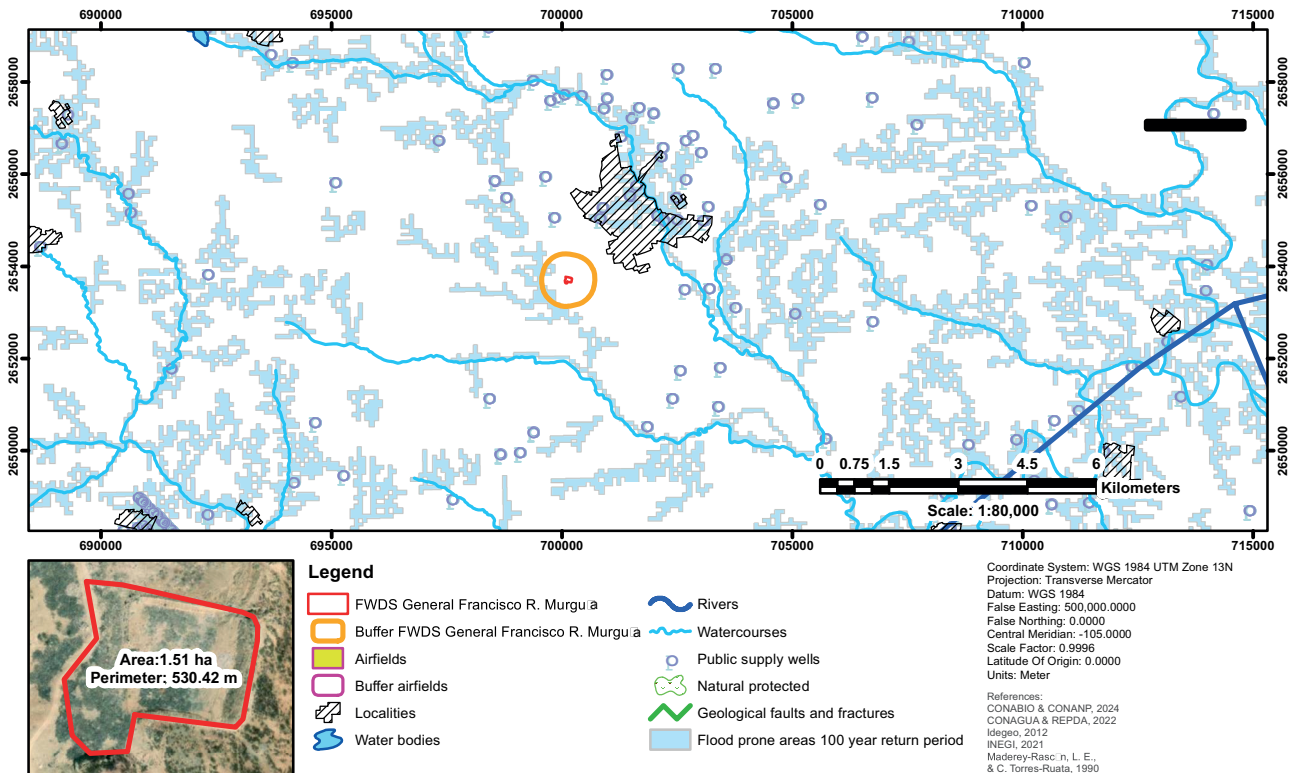 690000 695000 700000 705000 710000 715000
2658000 2658000
2656000 2656000
2654000 2654000
2652000 2652000
2650000 2650000
0 0.75 1.5 3 4.5 6
Kilometers
Scale: 1:80,000
690000 695000 700000 705000 710000 715000
Area:1.51 ha
Perimeter: 530.42 m
Legend
FWDS General Francisco R. Murgu□a
Buffer FWDS General Francisco R. Murgu□a
Airfields
Buffer airfields
Localities
Water bodies
Rivers
Watercourses
Public supply wells
Natural protected
Geological faults and fractures
Flood prone areas 100 year return period
Coordinate System: WGS 1984 UTM Zone 13N
Projection: Transverse Mercator
Datum: WGS 1984
False Easting: 500,000.0000
False Northing: 0.0000
Central Meridian: -105.0000
Scale Factor: 0.9996
Latitude Of Origin: 0.0000
Units: Meter
References:
CONABIO & CONANP, 2024
CONAGUA & REPDA, 2022
Idegeo, 2012
INEGI, 2021
Maderey-Rasc□n, L. E.,
& C. Torres-Ruata, 1990